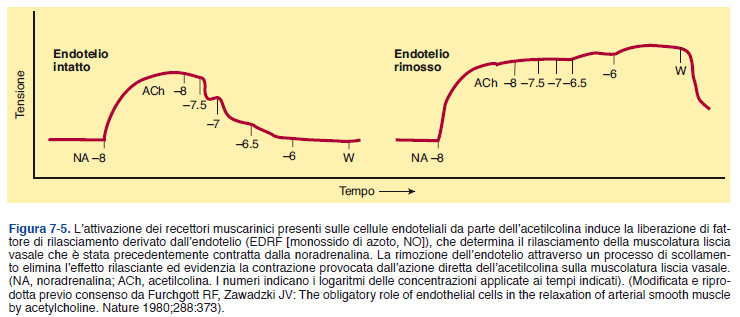 Endotelio
intatto
Endotelio
rimosso
Tensione
ACh
–8
–7.5
–7
–6.5
–6
W
NA –8
ACh –8 –7.5 –7 –6.5
–6
W
NA –8
Tempo
Figura 7-5. L'attivazione dei recettori muscarinici presenti sulle cellule endoteliali da parte dell'acetilcolina induce la liberazione di fat-
tore di rilasciamento derivato dall'endotelio (EDRF [monossido di azoto, NO]), che determina il rilasciamento della muscolatura liscia
vasale che è stata precedentemente contratta dalla noradrenalina. La rimozione dell'endotelio attraverso un processo di scollamen-
to elimina l'effetto rilasciante ed evidenzia la contrazione provocata dall'azione diretta dell'acetilcolina sulla muscolatura liscia vasale.
(NA, noradrenalina; ACh, acetilcolina. I numeri indicano i logaritmi delle concentrazioni applicate ai tempi indicati). (Modificata e ripro-
dotta previo consenso da Furchgott RF, Zawadzki JV: The obligatory role of endothelial cells in the relaxation of arterial smooth muscle
by acetylcholine. Nature 1980;288:373).